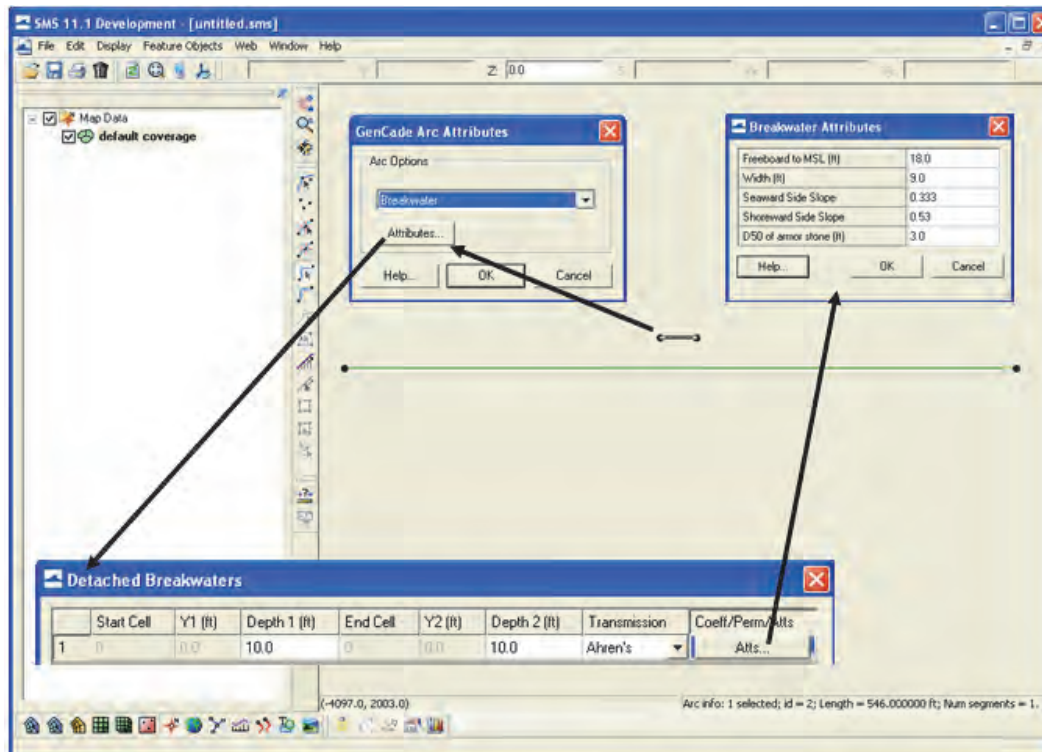 SMS 11.1 Development - [untitled.sms]
File Edit Display Feature Objects Web Window Help
Z: 0.0
Map Data
default coverage
GenCade Arc Attributes
Arc Options
Breakwater
Attributes...
Help... OK Cancel
Breakwater Attributes
Freeboard to MSL (ft) 18.0
Width (ft) 9.0
Seaward Side Slope 0.333
Shoreward Side Slope 0.53
D50 of armor stone (ft) 3.0
Help... OK Cancel
Detached Breakwaters
Start Cell Y1 (ft) Depth 1 (ft) End Cell Y2 (ft) Depth 2 (ft) Transmission Coeff/Perm/Atts
1 0 0.0 10.0 0 0.0 10.0 Ahren's Atts...
(-4097.0, 2003.0)
Arc info: 1 selected; id = 2; Length = 546.000000 ft; Num segments = 1.